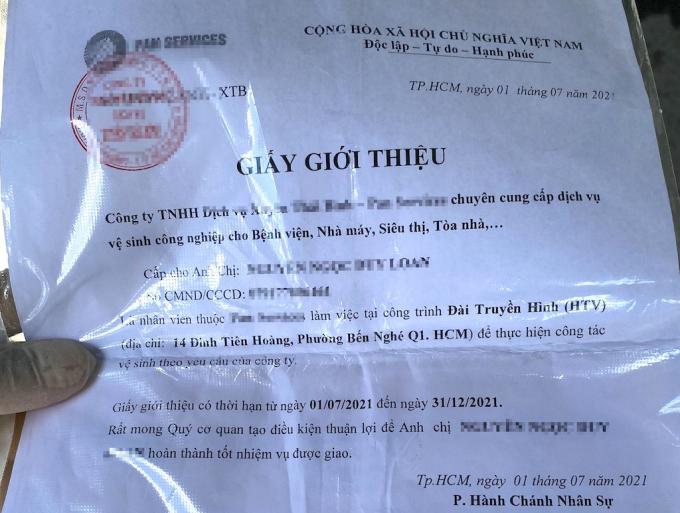 PAN SERVICES
CỘNG HÒA XÃ HỘI CHỦ NGHĨA VIỆT NAM
Độc lập – Tự do – Hạnh phúc
- XTB
TP.HCM, ngày 01 tháng 07 năm 2021
GIẤY GIỚI THIỆU
Công ty TNHH Dịch vụ chuyên cung cấp dịch vụ
vệ sinh công nghiệp cho Bệnh viện, Nhà máy, Siêu thị, Tòa nhà,...
Cấp cho Anh Chị:
Số CMND/CCCD:
Là nhân viên thuộc làm việc tại công trình Đài Truyền Hình (HTV)
(địa chỉ: 14 Đinh Tiên Hoàng, Phường Bến Nghé Q1. HCM) để thực hiện công tác
vệ sinh theo yêu cầu của công ty.
Giấy giới thiệu có thời hạn từ ngày 01/07/2021 đến ngày 31/12/2021.
Rất mong Quý cơ quan tạo điều kiện thuận lợi để Anh chị
hoàn thành tốt nhiệm vụ được giao.
Tp.HCM, ngày 01 tháng 07 năm 2021
P. Hành Chánh Nhân Sự